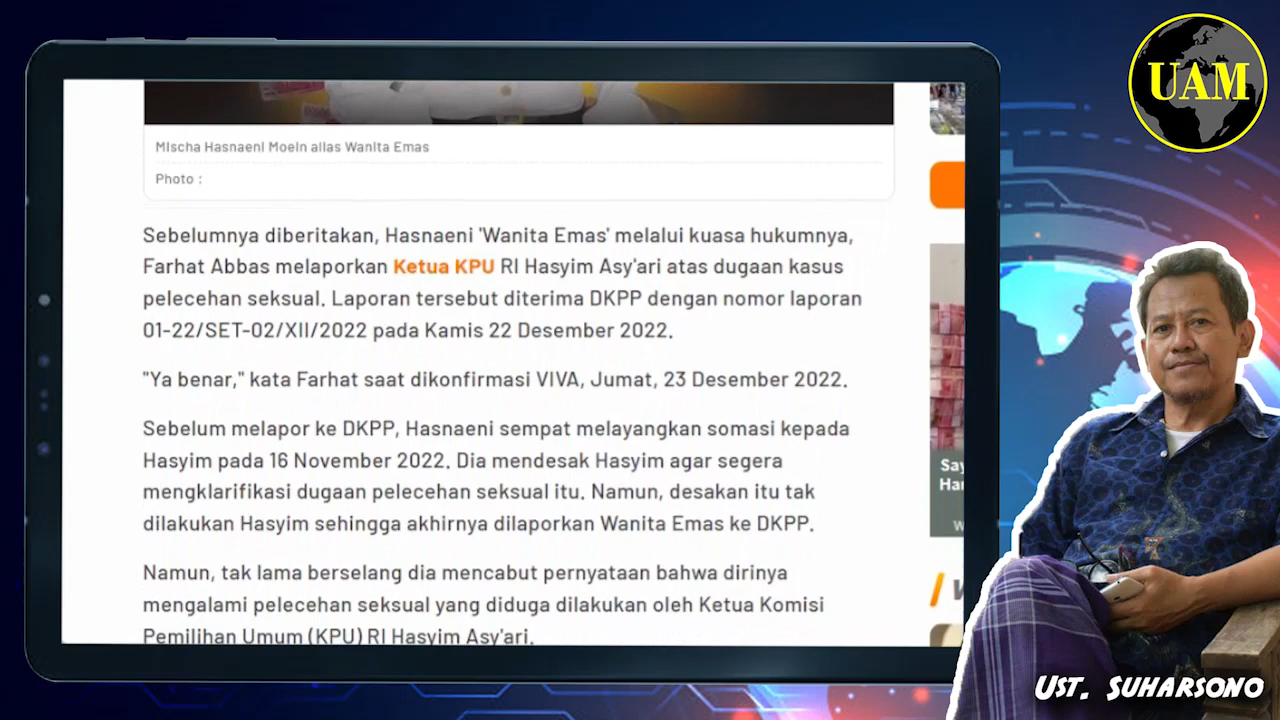 UAM
Mischa Hasnaeni Moein alias Wanita Emas
Photo :
Sebelumnya diberitakan, Hasnaeni 'Wanita Emas' melalui kuasa hukumnya,
Farhat Abbas melaporkan Ketua KPU RI Hasyim Asy'ari atas dugaan kasus
pelecehan seksual. Laporan tersebut diterima DKPP dengan nomor laporan
01-22/SET-02/XII/2022 pada Kamis 22 Desember 2022.
"Ya benar," kata Farhat saat dikonfirmasi VIVA, Jumat, 23 Desember 2022.
Sebelum melapor ke DKPP, Hasnaeni sempat melayangkan somasi kepada
Hasyim pada 16 November 2022. Dia mendesak Hasyim agar segera
mengklarifikasi dugaan pelecehan seksual itu. Namun, desakan itu tak
dilakukan Hasyim sehingga akhirnya dilaporkan Wanita Emas ke DKPP.
Namun, tak lama berselang dia mencabut pernyataan bahwa dirinya
mengalami pelecehan seksual yang diduga dilakukan oleh Ketua Komisi
Pemilihan Umum (KPU) RI Hasyim Asy'ari.
UST. SUHARSONO